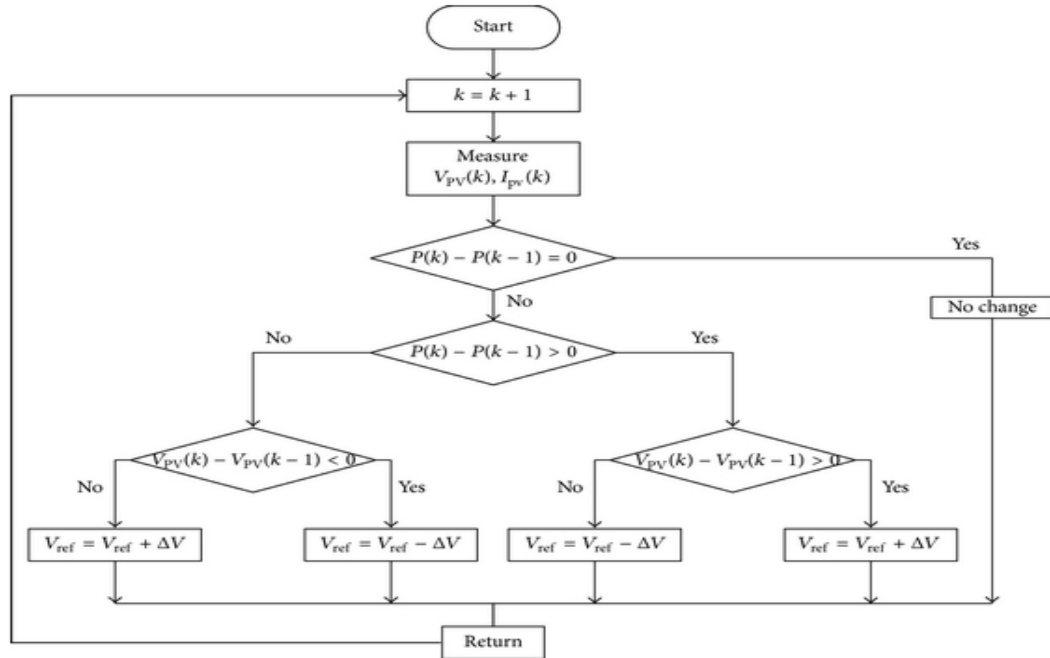 Start
k = k + 1
Measure
V_PV(k), I_pv(k)
P(k) − P(k − 1) = 0
Yes
No change
No
P(k) − P(k − 1) > 0
No
Yes
V_PV(k) − V_PV(k − 1) < 0
V_PV(k) − V_PV(k − 1) > 0
No
Yes
No
Yes
V_ref = V_ref + ΔV
V_ref = V_ref − ΔV
V_ref = V_ref − ΔV
V_ref = V_ref + ΔV
Return